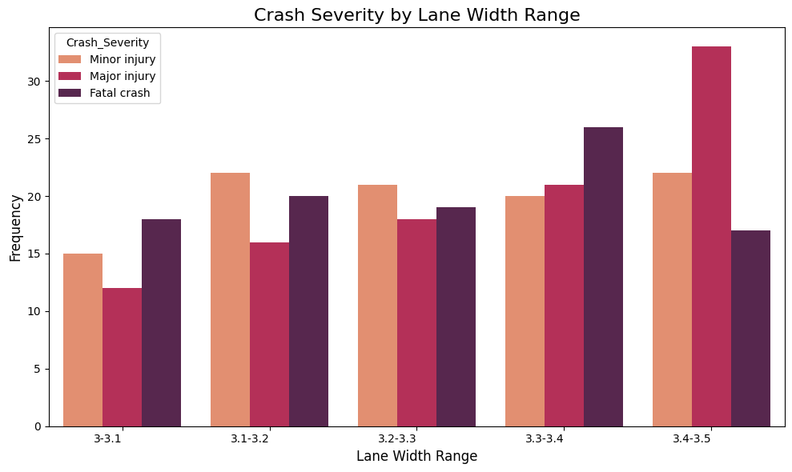 Crash Severity by Lane Width Range
Crash_Severity
Minor injury
Major injury
Fatal crash
Frequency
30
25
20
15
10
5
0
3-3.1 3.1-3.2 3.2-3.3 3.3-3.4 3.4-3.5
Lane Width Range